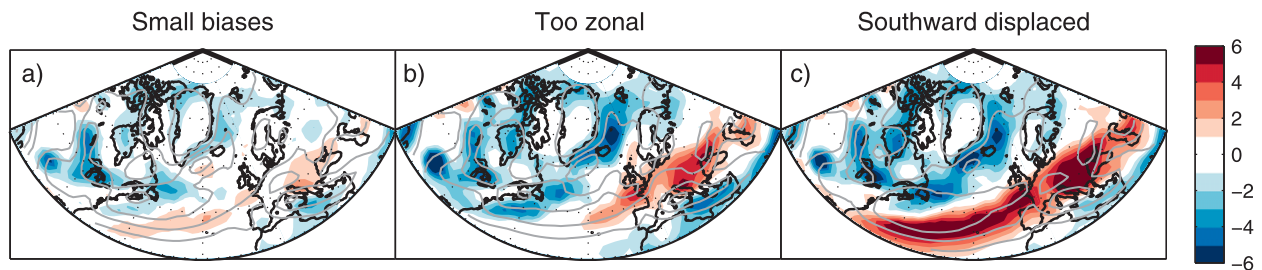 Small biases
Too zonal
Southward displaced
a)
b)
c)
6
4
2
0
−2
−4
−6